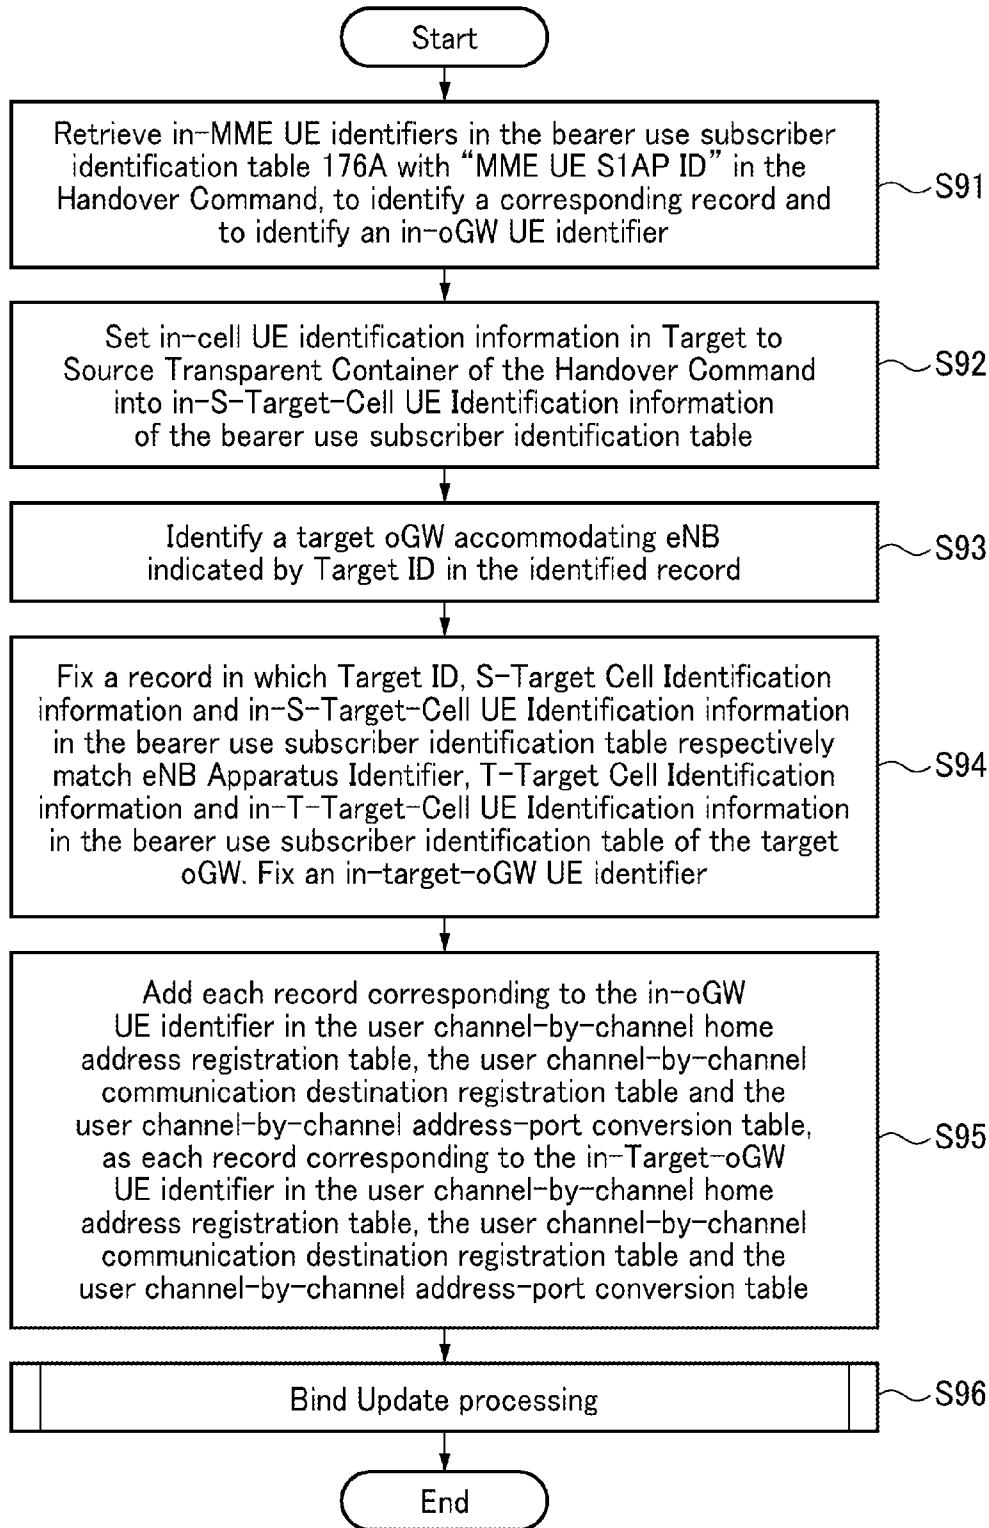 Start
Retrieve in-MME UE identifiers in the bearer use subscriber
identification table 176A with “MME UE S1AP ID” in the
Handover Command, to identify a corresponding record and
to identify an in-oGW UE identifier
S91
Set in-cell UE identification information in Target to
Source Transparent Container of the Handover Command
into in-S-Target-Cell UE Identification information
of the bearer use subscriber identification table
S92
Identify a target oGW accommodating eNB
indicated by Target ID in the identified record
S93
Fix a record in which Target ID, S-Target Cell Identification
information and in-S-Target-Cell UE Identification information
in the bearer use subscriber identification table respectively
match eNB Apparatus Identifier, T-Target Cell Identification
information and in-T-Target-Cell UE Identification information
in the bearer use subscriber identification table of the target
oGW. Fix an in-target-oGW UE identifier
S94
Add each record corresponding to the in-oGW
UE identifier in the user channel-by-channel home
address registration table, the user channel-by-channel
communication destination registration table and the
user channel-by-channel address-port conversion table,
as each record corresponding to the in-Target-oGW
UE identifier in the user channel-by-channel home
address registration table, the user channel-by-channel
communication destination registration table and the
user channel-by-channel address-port conversion table
S95
Bind Update processing
S96
End